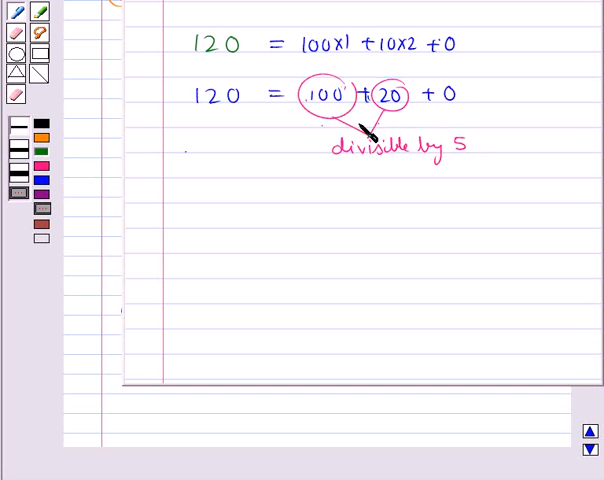 120 = 100x1 + 10x2 + 0
120 = 100 + 20 + 0
divisible by 5